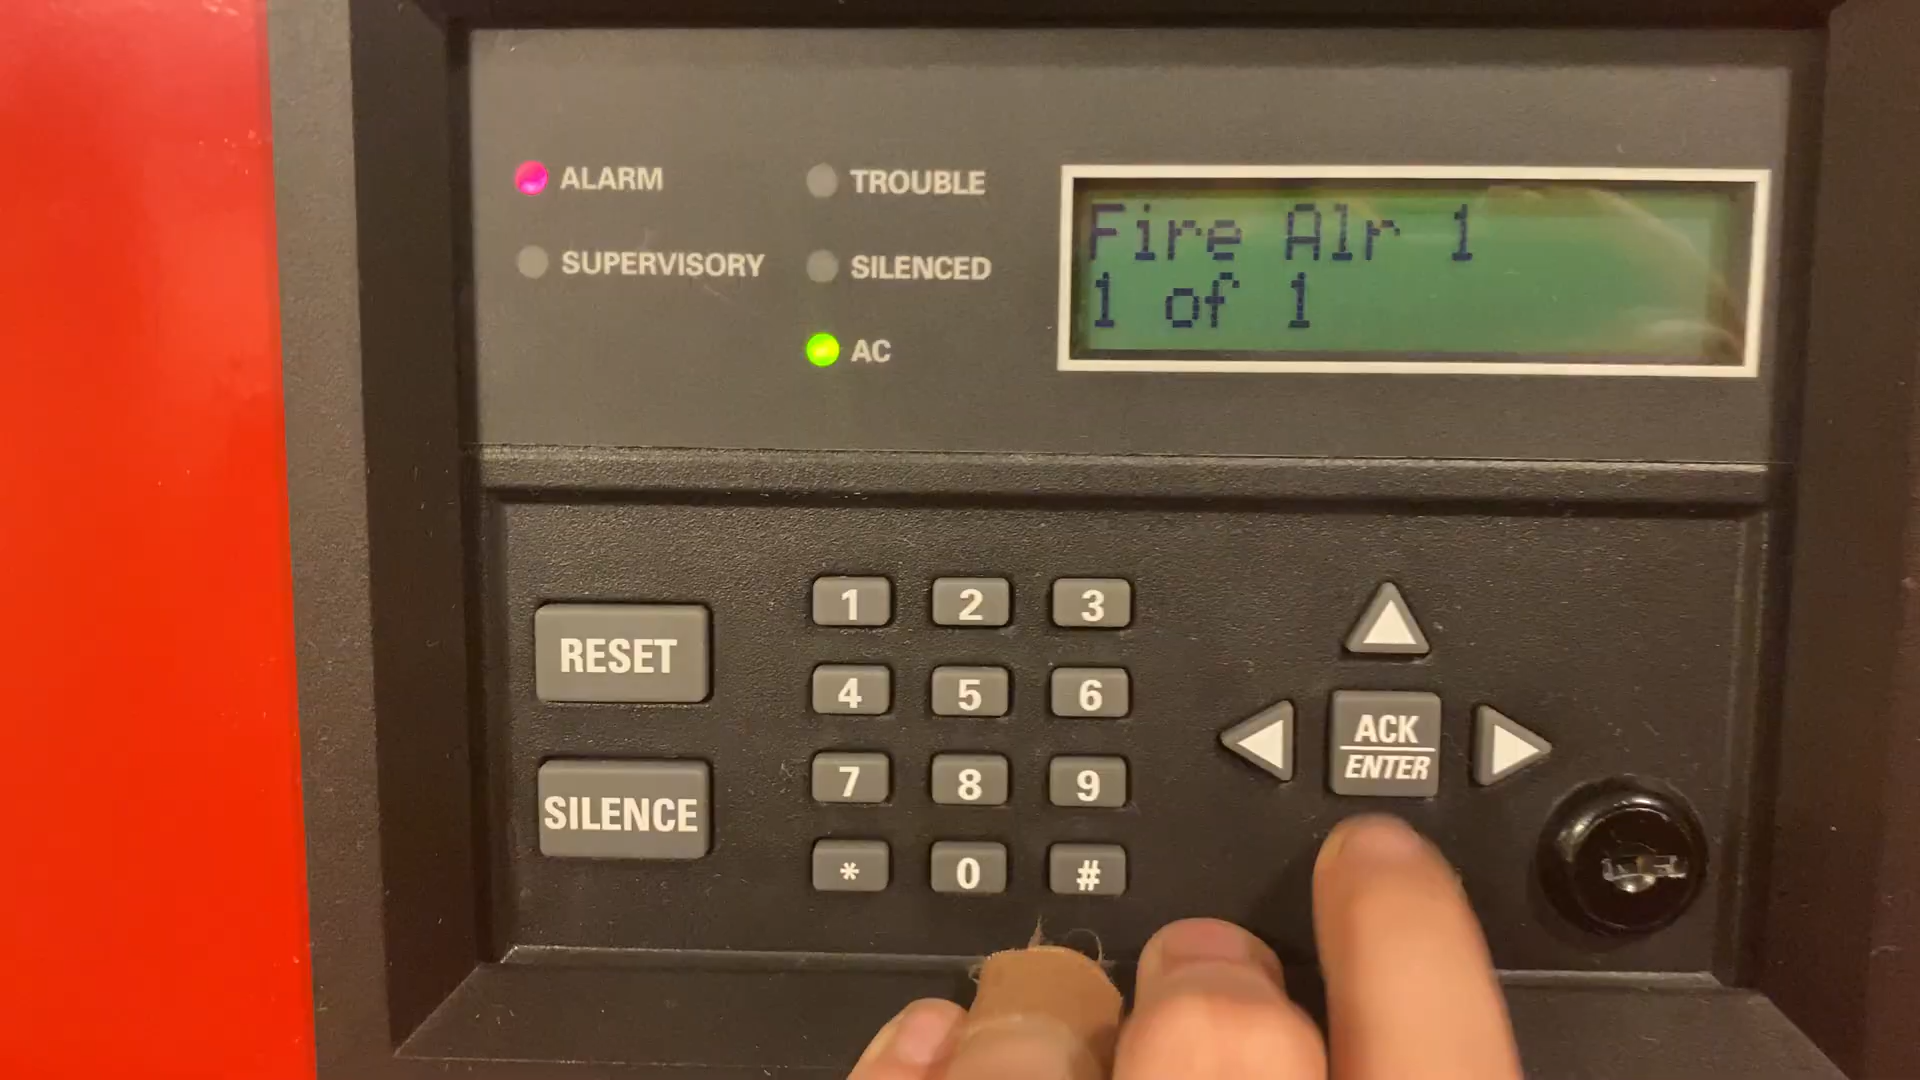 ALARM
TROUBLE
SUPERVISORY
SILENCED
AC
Fire Alr 1
1 of 1
RESET
SILENCE
1 2 3
4 5 6
7 8 9
* 0 #
ACK
ENTER